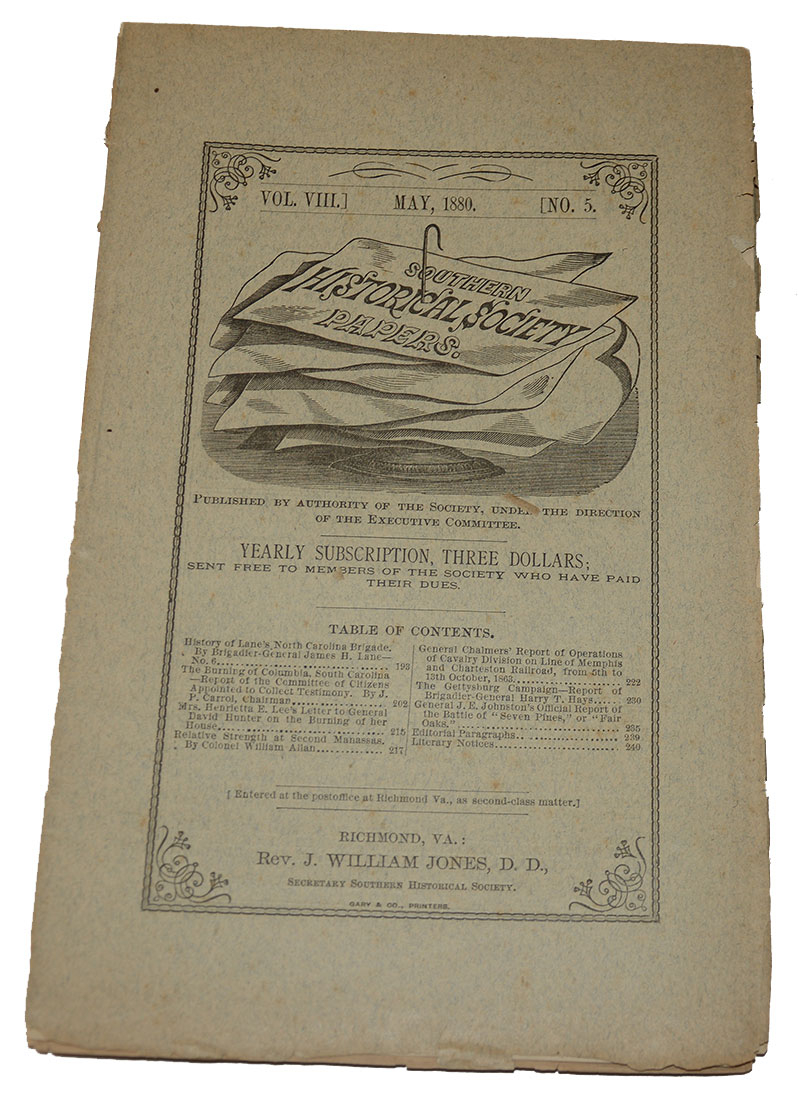 VOL. VIII.] MAY, 1880. [NO. 5.
SOUTHERN
HISTORICAL SOCIETY
PAPERS.
PUBLISHED BY AUTHORITY OF THE SOCIETY, UNDER THE DIRECTION
OF THE EXECUTIVE COMMITTEE.
YEARLY SUBSCRIPTION, THREE DOLLARS;
SENT FREE TO MEMBERS OF THE SOCIETY WHO HAVE PAID
THEIR DUES.
TABLE OF CONTENTS.
History of Lane's North Carolina Brigade.
By Brigadier-General James H. Lane—
No. 6.................................. 193
The Burning of Columbia, South Carolina
—Report of the Committee of Citizens
Appointed to Collect Testimony. By J.
P. Carrol, Chairman.................. 202
Mrs. Henrietta E. Lee's Letter to General
David Hunter on the Burning of her
House.................................. 215
Relative Strength at Second Manassas.
By Colonel William Allan............. 217
General Chalmers' Report of Operations
of Cavalry Division on Line of Memphis
and Charleston Railroad, from 5th to
13th October, 1863.................... 222
The Gettysburg Campaign—Report of
Brigadier-General Harry T. Hays..... 230
General J. E. Johnston's Official Report of
the Battle of "Seven Pines," or "Fair
Oaks."................................. 235
Editorial Paragraphs.................... 239
Literary Notices........................ 240
[Entered at the postoffice at Richmond Va., as second-class matter.]
RICHMOND, VA.:
REV. J. WILLIAM JONES, D. D.,
SECRETARY SOUTHERN HISTORICAL SOCIETY.
GARY & CO., PRINTERS.